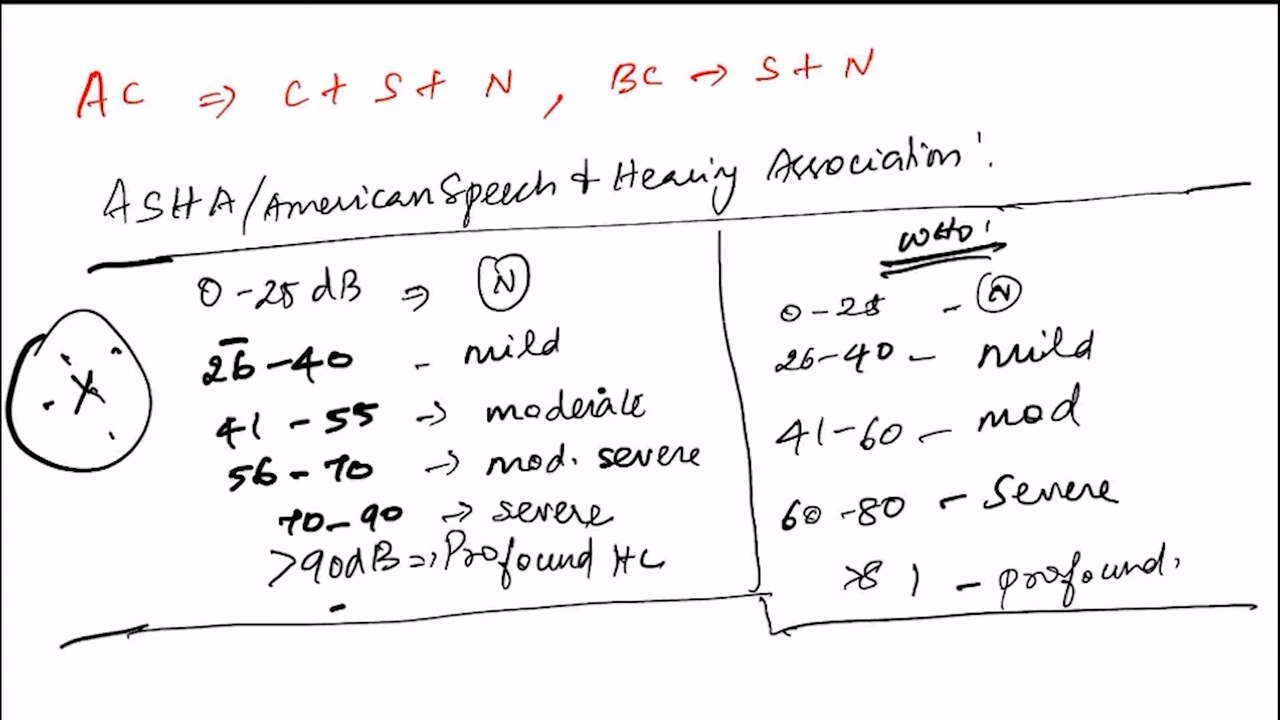 AC ⇒ C + S + N , BC → S + N
ASHA/American Speech + Hearing Association:
0 - 25 dB ⇒ N
26 - 40 - mild
41 - 55 → moderate
56 - 70 → mod. severe
70 - 90 → severe
>90dB ⇒ Profound HL
X
WHO:
0 - 25 - N
26 - 40 - mild
41 - 60 - mod
60 - 80 - Severe
>81 - profound.